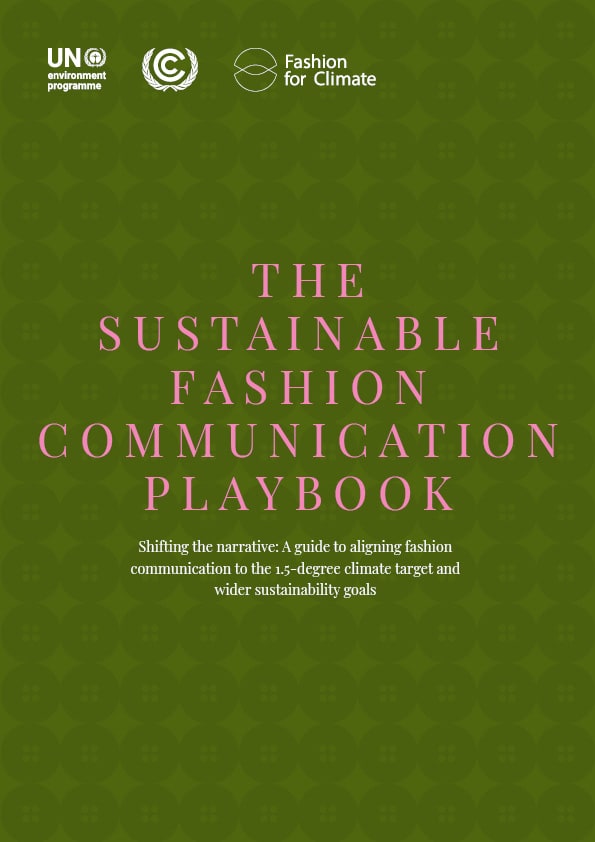 UN
environment
programme
Fashion
for Climate
THE
SUSTAINABLE
FASHION
COMMUNICATION
PLAYBOOK
Shifting the narrative: A guide to aligning fashion
communication to the 1.5-degree climate target and
wider sustainability goals